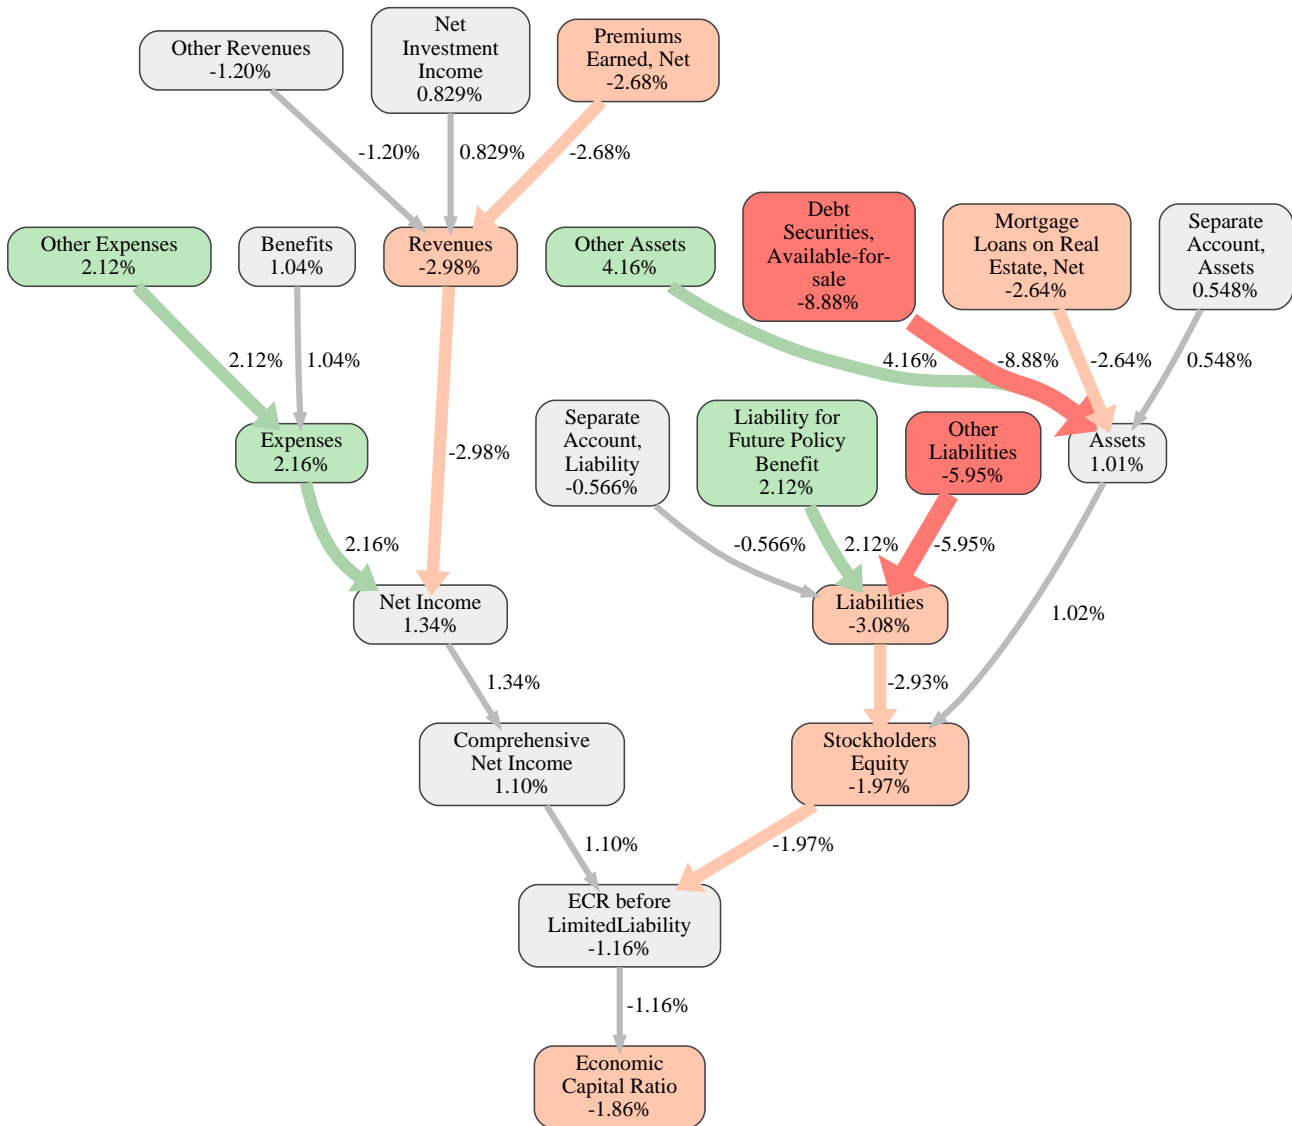 Other Revenues
-1.20%
Net
Investment
Income
0.829%
Premiums
Earned, Net
-2.68%
-1.20%
0.829%
-2.68%
Other Expenses
2.12%
Benefits
1.04%
Revenues
-2.98%
Other Assets
4.16%
Debt
Securities,
Available-for-
sale
-8.88%
Mortgage
Loans on Real
Estate, Net
-2.64%
Separate
Account,
Assets
0.548%
2.12%
1.04%
4.16%
-8.88%
-2.64%
0.548%
Expenses
2.16%
-2.98%
Separate
Account,
Liability
-0.566%
Liability for
Future Policy
Benefit
2.12%
Other
Liabilities
-5.95%
Assets
1.01%
2.16%
-0.566%
2.12%
-5.95%
Net Income
1.34%
Liabilities
-3.08%
1.02%
1.34%
-2.93%
Comprehensive
Net Income
1.10%
Stockholders
Equity
-1.97%
1.10%
-1.97%
ECR before
LimitedLiability
-1.16%
-1.16%
Economic
Capital Ratio
-1.86%